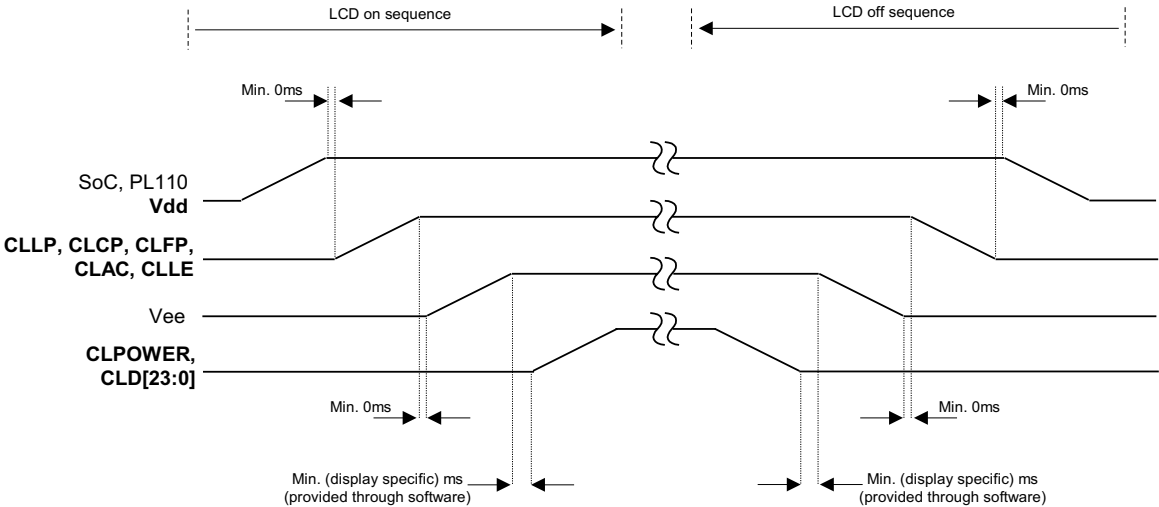 LCD on sequence
LCD off sequence
Min. 0ms
Min. 0ms
SoC, PL110
Vdd
CLLP, CLCP, CLFP,
CLAC, CLLE
Vee
CLPOWER,
CLD[23:0]
Min. 0ms
Min. 0ms
Min. (display specific) ms
(provided through software)
Min. (display specific) ms
(provided through software)